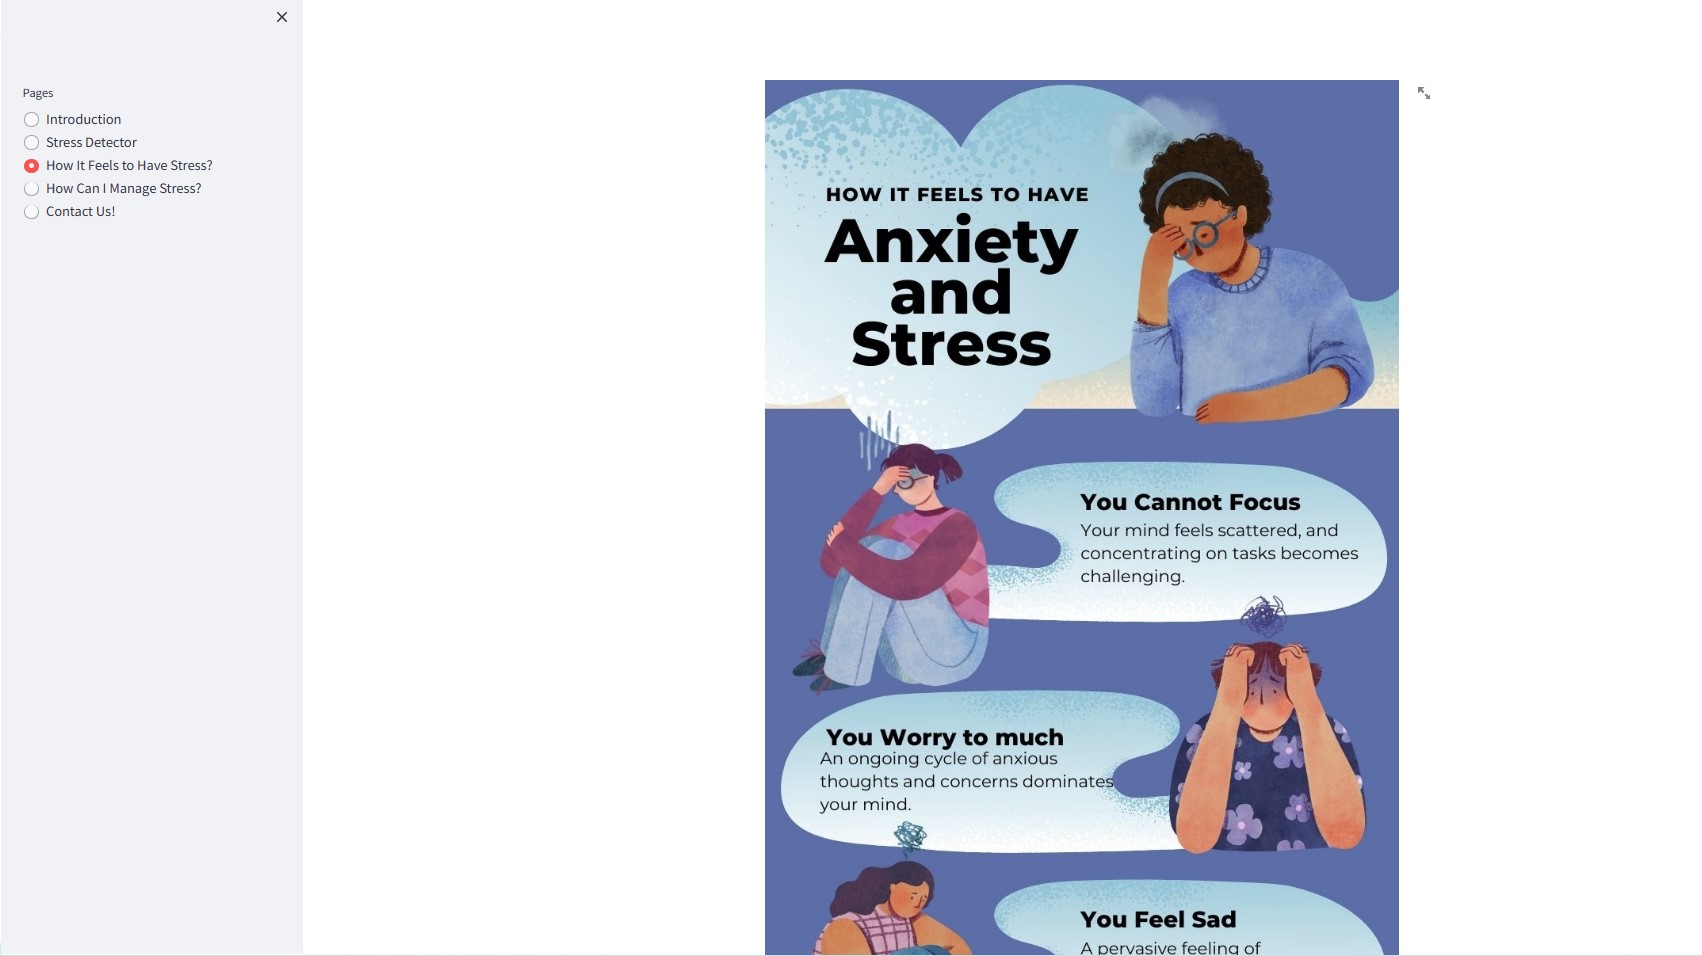 Pages
Introduction
Stress Detector
How It Feels to Have Stress?
How Can I Manage Stress?
Contact Us!
HOW IT FEELS TO HAVE
Anxiety
and
Stress
You Cannot Focus
Your mind feels scattered, and
concentrating on tasks becomes
challenging.
You Worry to much
An ongoing cycle of anxious
thoughts and concerns dominates
your mind.
You Feel Sad
A pervasive feeling of